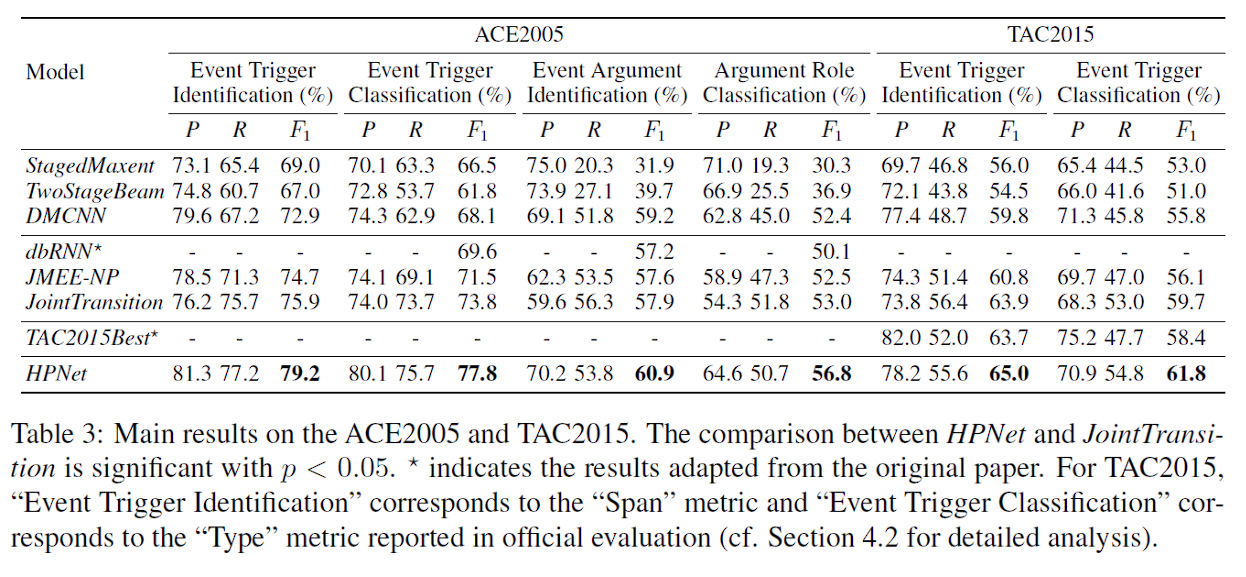 ACE2005 TAC2015
Model Event Trigger Event Trigger Event Argument Argument Role Event Trigger Event Trigger
Identification (%) Classification (%) Identification (%) Classification (%) Identification (%) Classification (%)
P R F1 P R F1 P R F1 P R F1 P R F1 P R F1
StagedMaxent 73.1 65.4 69.0 70.1 63.3 66.5 75.0 20.3 31.9 71.0 19.3 30.3 69.7 46.8 56.0 65.4 44.5 53.0
TwoStageBeam 74.8 60.7 67.0 72.8 53.7 61.8 73.9 27.1 39.7 66.9 25.5 36.9 72.1 43.8 54.5 66.0 41.6 51.0
DMCNN 79.6 67.2 72.9 74.3 62.9 68.1 69.1 51.8 59.2 62.8 45.0 52.4 77.4 48.7 59.8 71.3 45.8 55.8
dbRNN* - - - - - 69.6 - - 57.2 - - 50.1 - - - - - -
JMEE-NP 78.5 71.3 74.7 74.1 69.1 71.5 62.3 53.5 57.6 58.9 47.3 52.5 74.3 51.4 60.8 69.7 47.0 56.1
JointTransition 76.2 75.7 75.9 74.0 73.7 73.8 59.6 56.3 57.9 54.3 51.8 53.0 73.8 56.4 63.9 68.3 53.0 59.7
TAC2015Best* - - - - - - - - - - - - 82.0 52.0 63.7 75.2 47.7 58.4
HPNet 81.3 77.2 79.2 80.1 75.7 77.8 70.2 53.8 60.9 64.6 50.7 56.8 78.2 55.6 65.0 70.9 54.8 61.8
Table 3: Main results on the ACE2005 and TAC2015. The comparison between HPNet and JointTransi-
tion is significant with p < 0.05. * indicates the results adapted from the original paper. For TAC2015,
“Event Trigger Identification” corresponds to the “Span” metric and “Event Trigger Classification” cor-
responds to the “Type” metric reported in official evaluation (cf. Section 4.2 for detailed analysis).